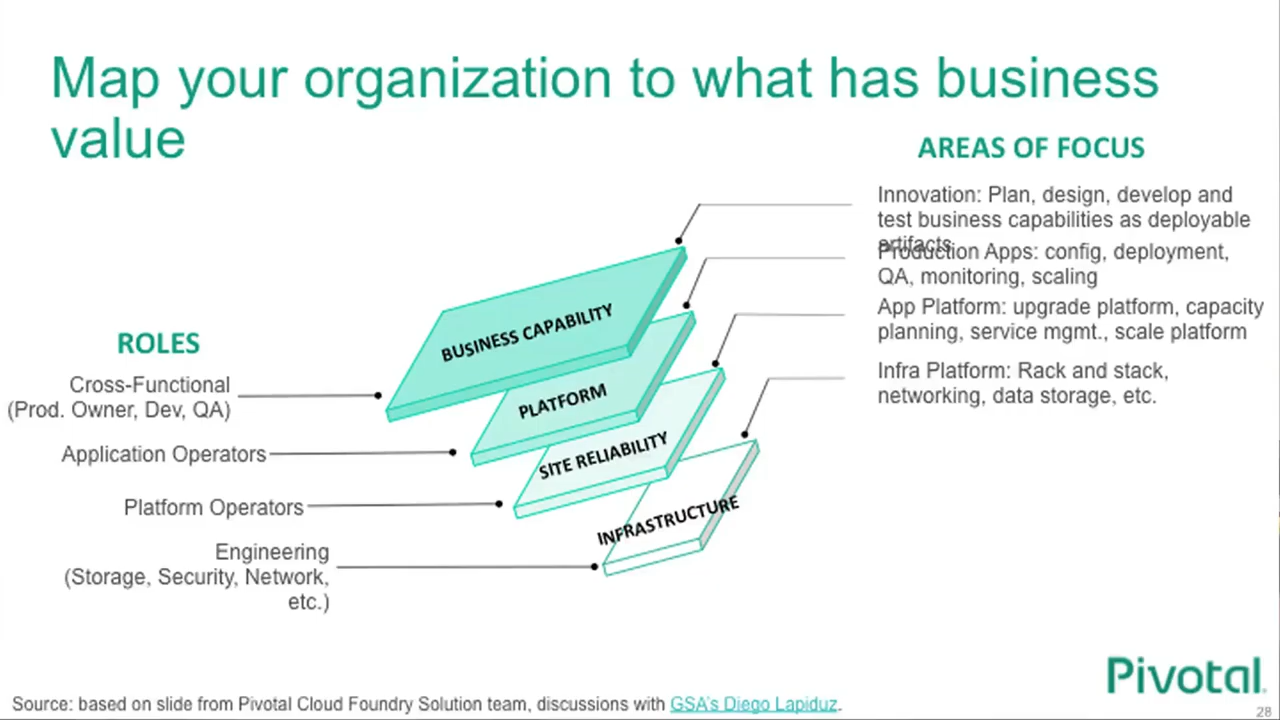 Map your organization to what has business
value
AREAS OF FOCUS
Innovation: Plan, design, develop and
test business capabilities as deployable
artifacts
Production Apps: config, deployment,
QA, monitoring, scaling
App Platform: upgrade platform, capacity
planning, service mgmt., scale platform
Infra Platform: Rack and stack,
networking, data storage, etc.
BUSINESS CAPABILITY
PLATFORM
SITE RELIABILITY
INFRASTRUCTURE
ROLES
Cross-Functional
(Prod. Owner, Dev, QA)
Application Operators
Platform Operators
Engineering
(Storage, Security, Network,
etc.)
Pivotal.
Source: based on slide from Pivotal Cloud Foundry Solution team, discussions with GSA's Diego Lapiduz.
28